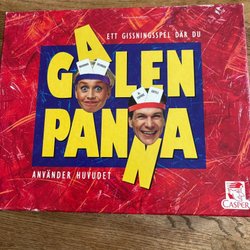 ETT GISSNINGSSPEL DÄR DU
GALEN
PANNA
ANVÄNDER HUVUDET
CASPER